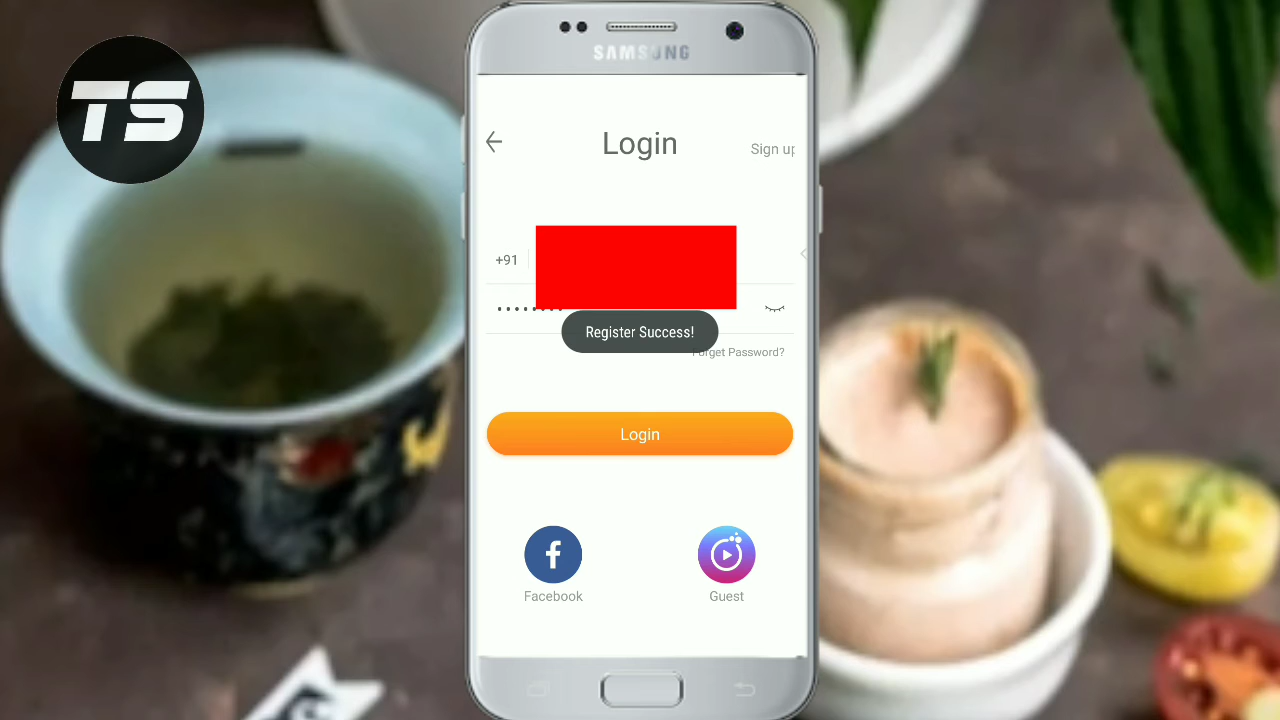 TS
SAMSUNG
Login
Sign up
+91
Register Success!
Forget Password?
Login
Facebook
Guest